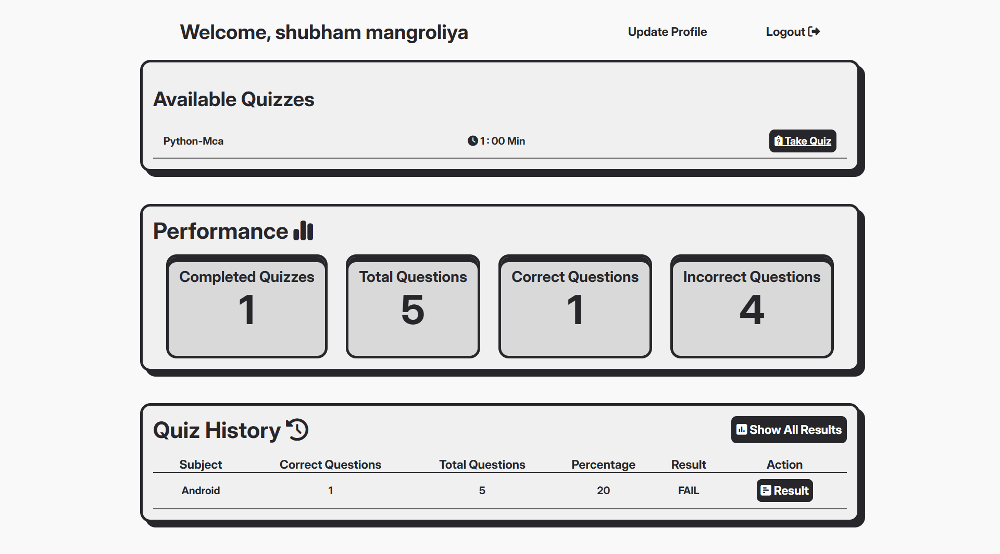 Welcome, shubham mangroliya
Update Profile
Logout
Available Quizzes
Python-Mca
1 : 00 Min
Take Quiz
Performance
Completed Quizzes
1
Total Questions
5
Correct Questions
1
Incorrect Questions
4
Quiz History
Show All Results
Subject Correct Questions Total Questions Percentage Result Action
Android 1 5 20 FAIL Result